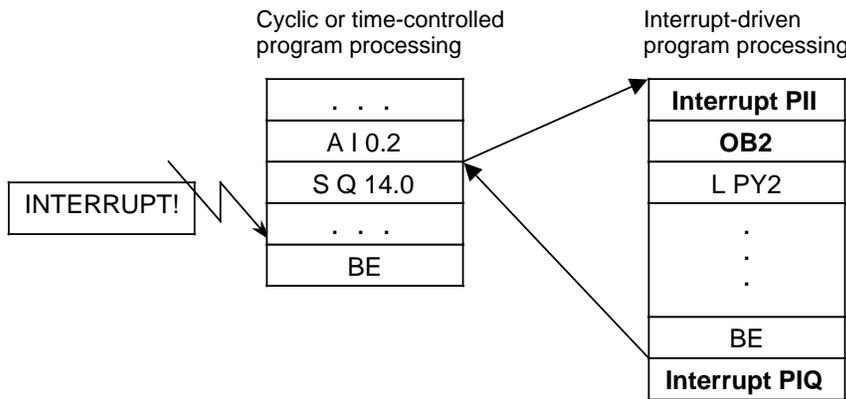 Cyclic or time-controlled
program processing
Interrupt-driven
program processing
. . .
A I 0.2
S Q 14.0
. . .
BE
INTERRUPT!
Interrupt PII
OB2
L PY2
.
.
.
BE
Interrupt PIQ